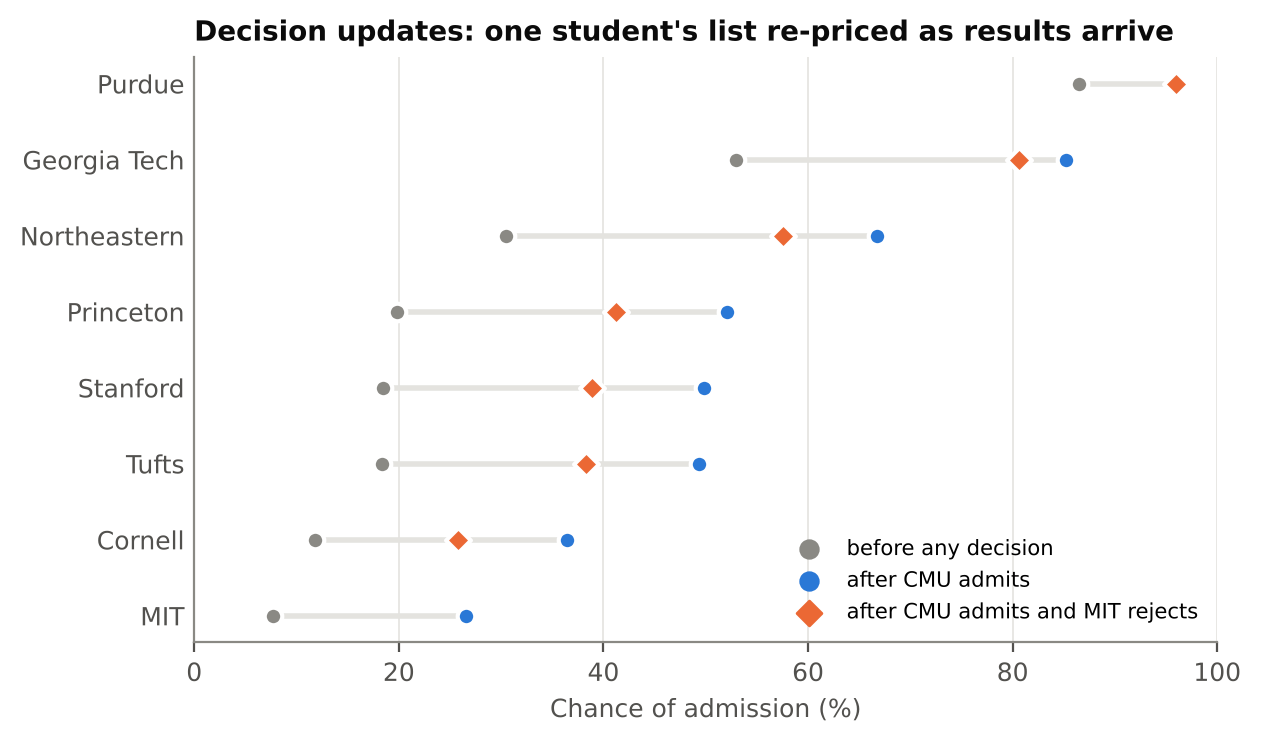 Decision updates: one student's list re-priced as results arrive
Purdue
Georgia Tech
Northeastern
Princeton
Stanford
Tufts
Cornell
MIT
before any decision
after CMU admits
after CMU admits and MIT rejects
0 20 40 60 80 100
Chance of admission (%)